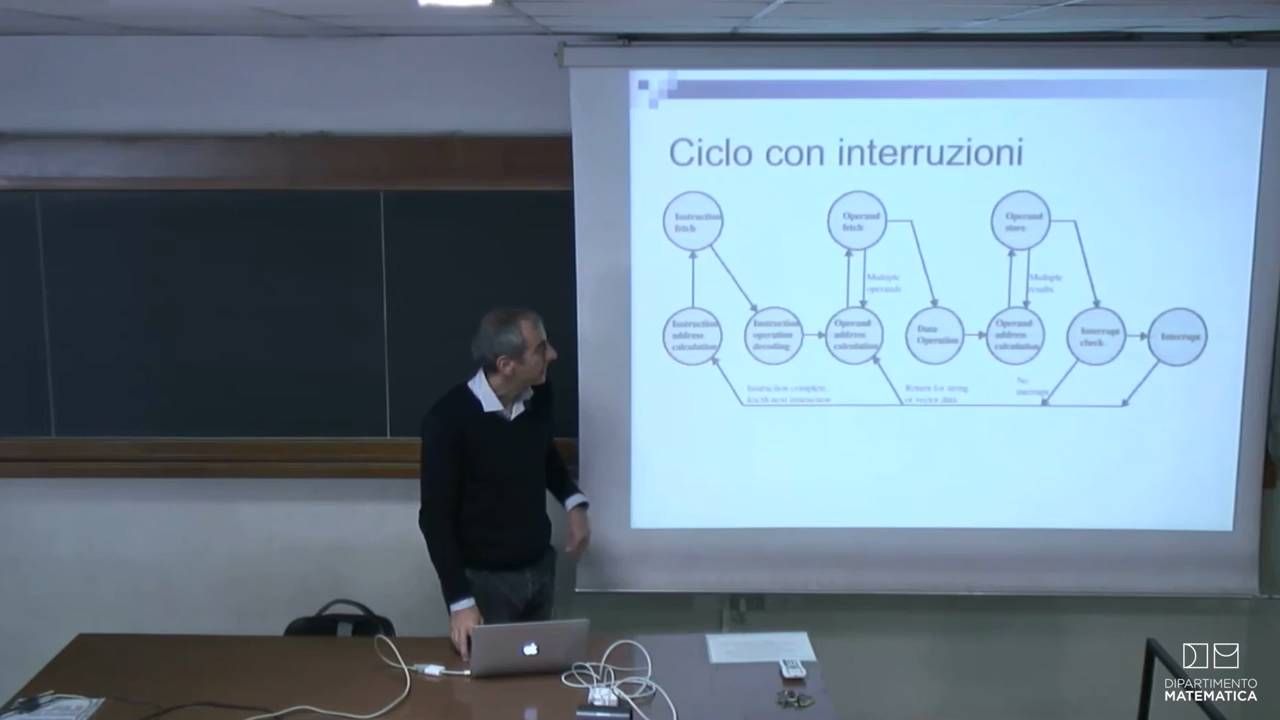 Ciclo con interruzioni
Instruction
fetch
Operand
fetch
Operand
store
Multiple
operands
Multiple
results
Instruction
address
calculation
Instruction
operation
decoding
Operand
address
calculation
Data
Operation
Operand
address
calculation
Interrupt
check
Interrupt
Instruction complete,
fetch next instruction
Return for string
or vector data
No
interrupt
DIPARTIMENTO
MATEMATICA